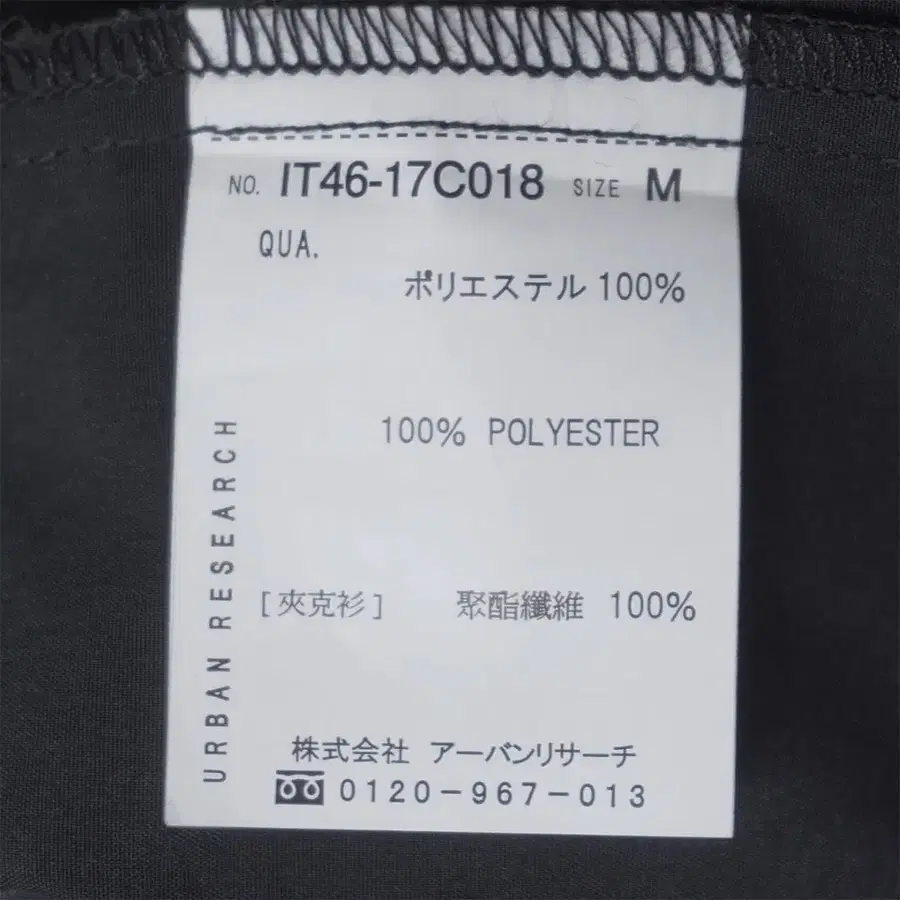 NO. IT46-17C018 SIZE M
QUA.
ポリエステル 100%
100% POLYESTER
[夾克衫] 聚酯纖維 100%
URBAN RESEARCH
株式会社 アーバンリサーチ
0120-967-013